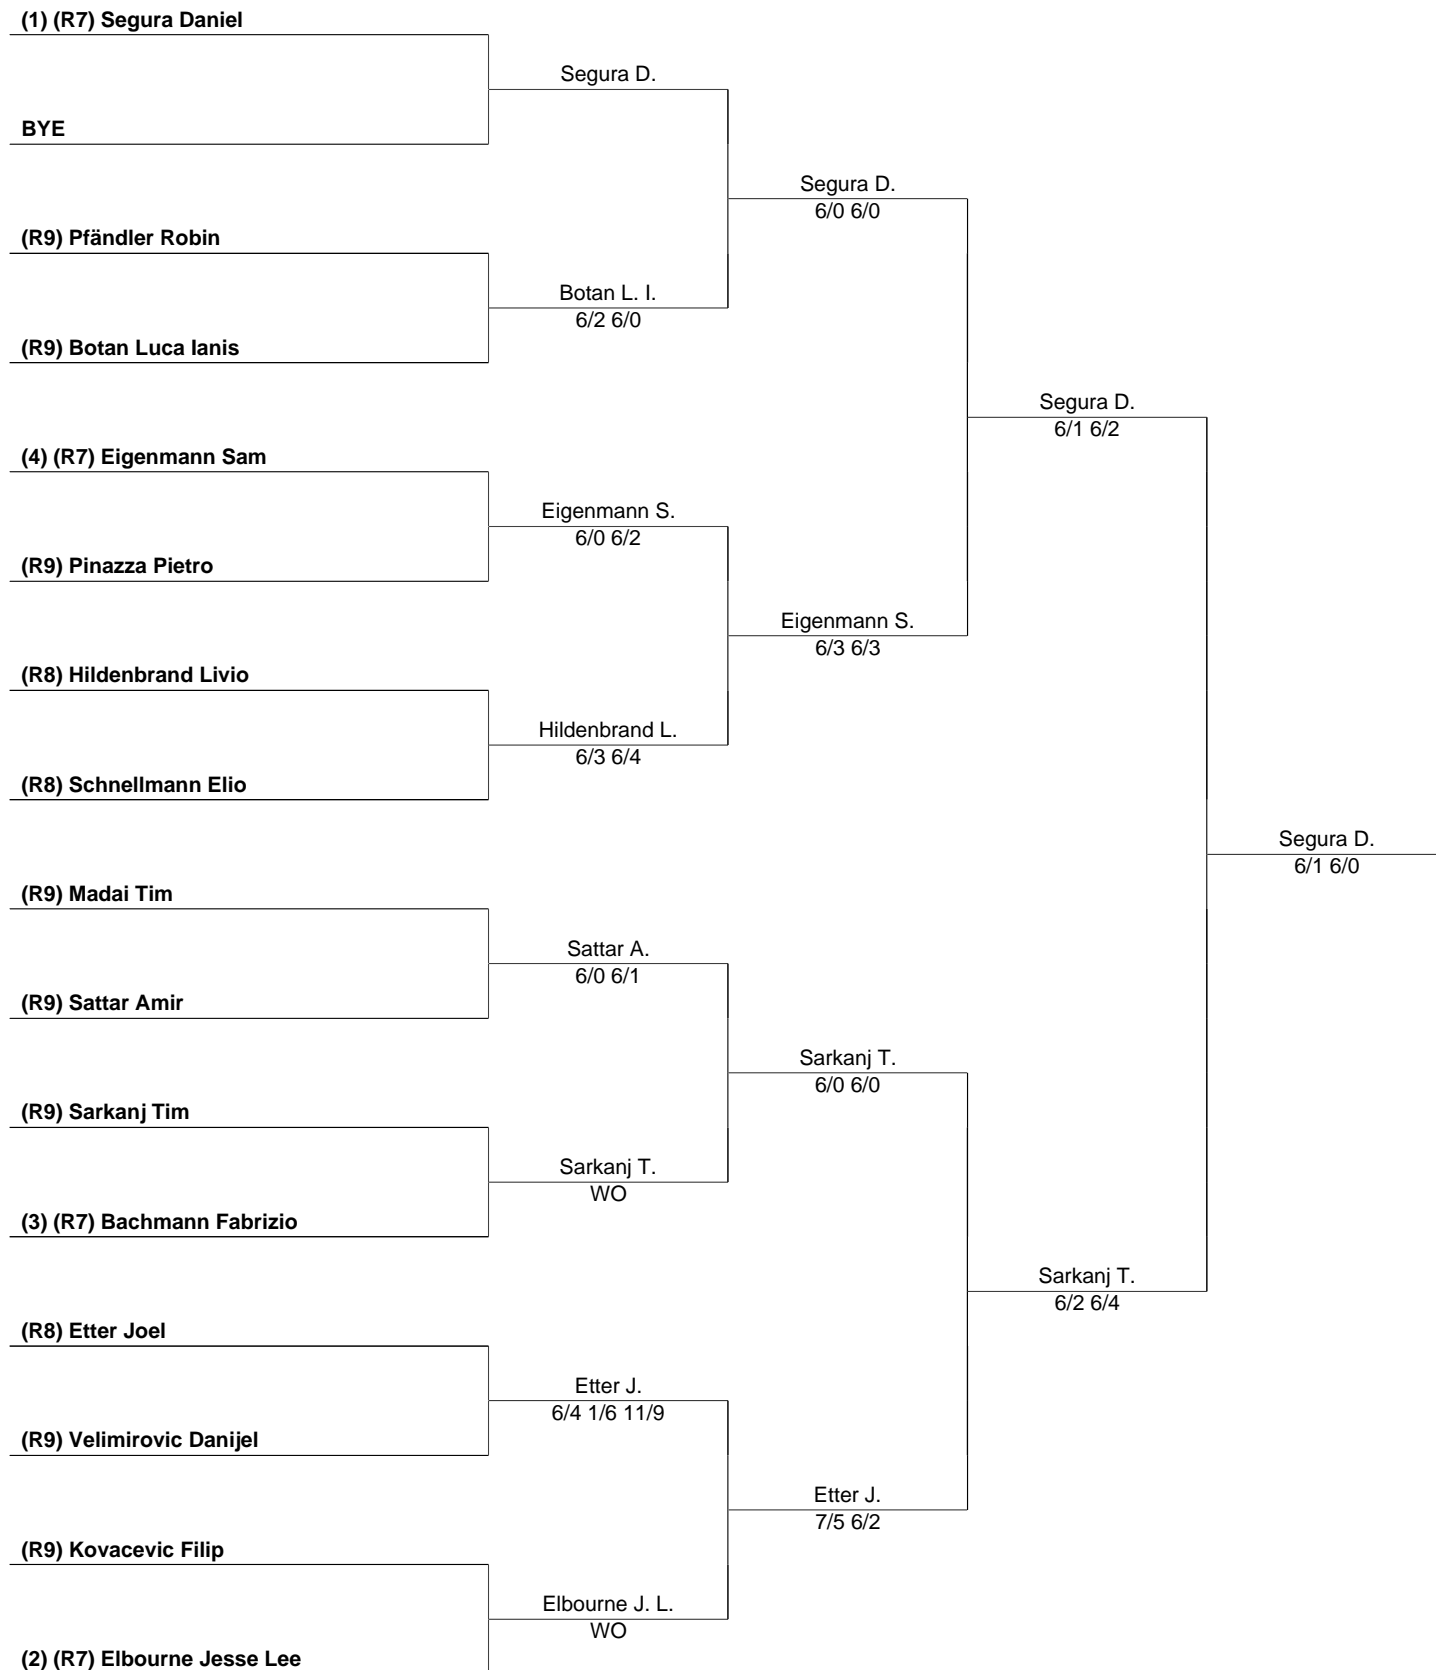 (1) (R7) Segura Daniel
Segura D.
BYE
Segura D.
6/0 6/0
(R9) Pfändler Robin
Botan L. I.
6/2 6/0
(R9) Botan Luca Ianis
Segura D.
6/1 6/2
(4) (R7) Eigenmann Sam
Eigenmann S.
6/0 6/2
(R9) Pinazza Pietro
Eigenmann S.
6/3 6/3
(R8) Hildenbrand Livio
Hildenbrand L.
6/3 6/4
(R8) Schnellmann Elio
Segura D.
6/1 6/0
(R9) Madai Tim
Sattar A.
6/0 6/1
(R9) Sattar Amir
Sarkanj T.
6/0 6/0
(R9) Sarkanj Tim
Sarkanj T.
WO
(3) (R7) Bachmann Fabrizio
Sarkanj T.
6/2 6/4
(R8) Etter Joel
Etter J.
6/4 1/6 11/9
(R9) Velimirovic Danijel
Etter J.
7/5 6/2
(R9) Kovacevic Filip
Elbourne J. L.
WO
(2) (R7) Elbourne Jesse Lee